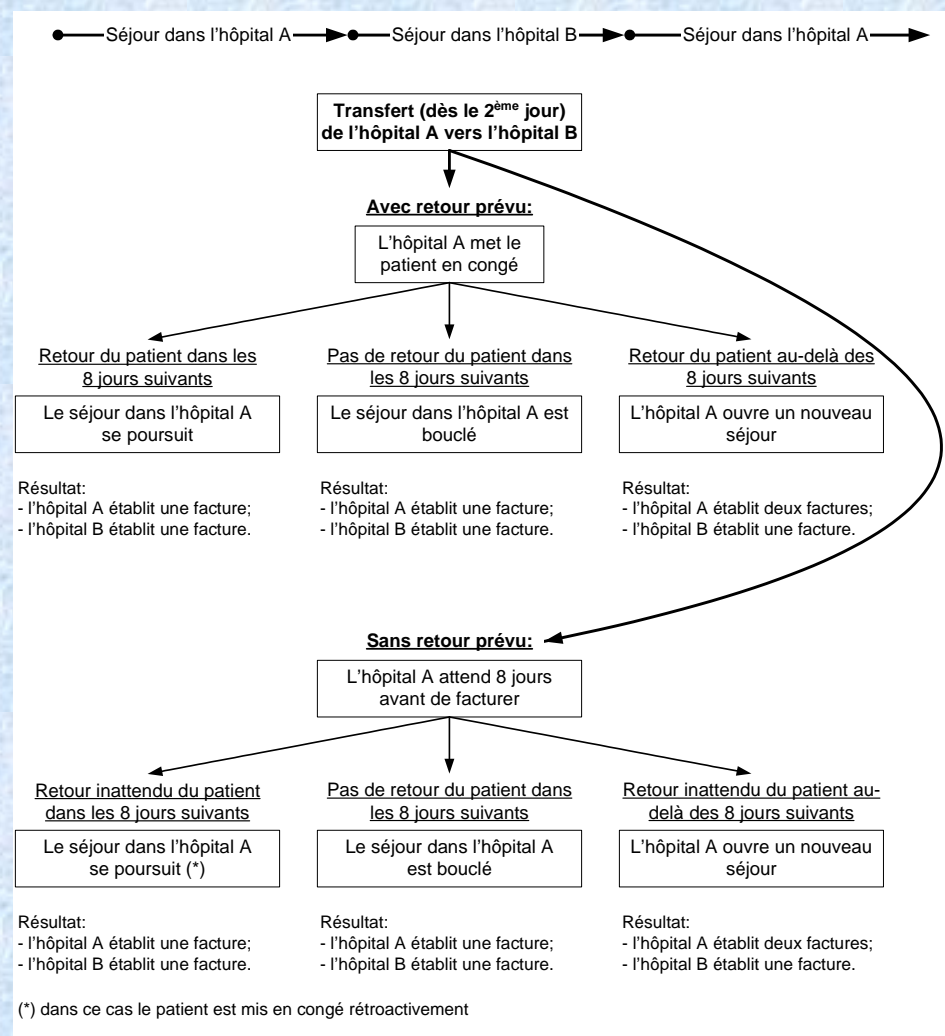 Séjour dans l'hôpital A Séjour dans l'hôpital B Séjour dans l'hôpital A
Transfert (dès le 2ème jour)
de l'hôpital A vers l'hôpital B
Avec retour prévu:
L'hôpital A met le
patient en congé
Retour du patient dans les
8 jours suivants
Le séjour dans l'hôpital A
se poursuit
Résultat:
- l'hôpital A établit une facture;
- l'hôpital B établit une facture.
Pas de retour du patient dans
les 8 jours suivants
Le séjour dans l'hôpital A est
bouclé
Résultat:
- l'hôpital A établit une facture;
- l'hôpital B établit une facture.
Retour du patient au-delà des
8 jours suivants
L'hôpital A ouvre un nouveau
séjour
Résultat:
- l'hôpital A établit deux factures;
- l'hôpital B établit une facture.
Sans retour prévu:
L'hôpital A attend 8 jours
avant de facturer
Retour inattendu du patient
dans les 8 jours suivants
Le séjour dans l'hôpital A
se poursuit (*)
Résultat:
- l'hôpital A établit une facture;
- l'hôpital B établit une facture.
Pas de retour du patient dans
les 8 jours suivants
Le séjour dans l'hôpital A
est bouclé
Résultat:
- l'hôpital A établit une facture;
- l'hôpital B établit une facture.
Retour inattendu du patient au-
delà des 8 jours suivants
L'hôpital A ouvre un nouveau
séjour
Résultat:
- l'hôpital A établit deux factures;
- l'hôpital B établit une facture.
(*) dans ce cas le patient est mis en congé rétroactivement